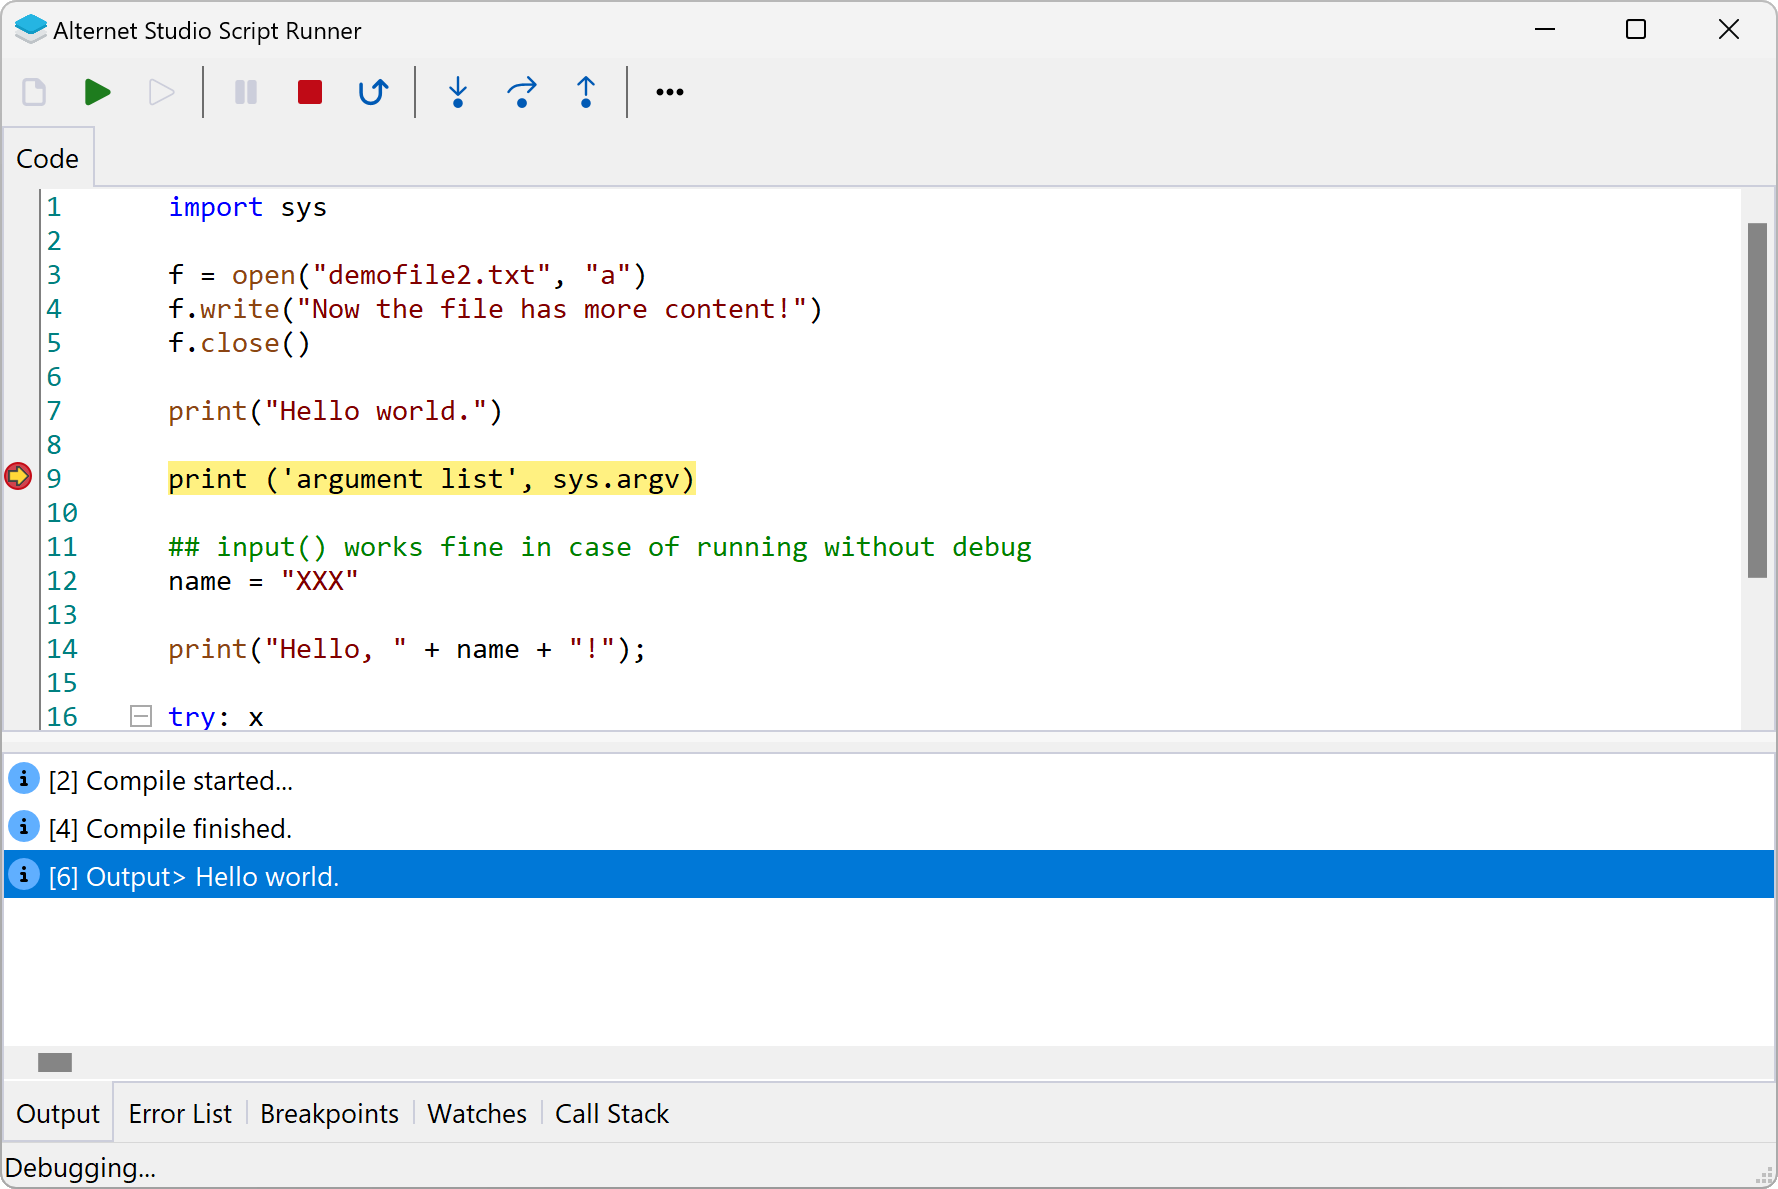 Alternet Studio Script Runner
Code
1 import sys
2
3 f = open("demofile2.txt", "a")
4 f.write("Now the file has more content!")
5 f.close()
6
7 print("Hello world.")
8
9 print ('argument list', sys.argv)
10
11 ## input() works fine in case of running without debug
12 name = "XXX"
13
14 print("Hello, " + name + "!");
15
16 try: x
[2] Compile started...
[4] Compile finished.
[6] Output> Hello world.
Output Error List Breakpoints Watches Call Stack
Debugging...